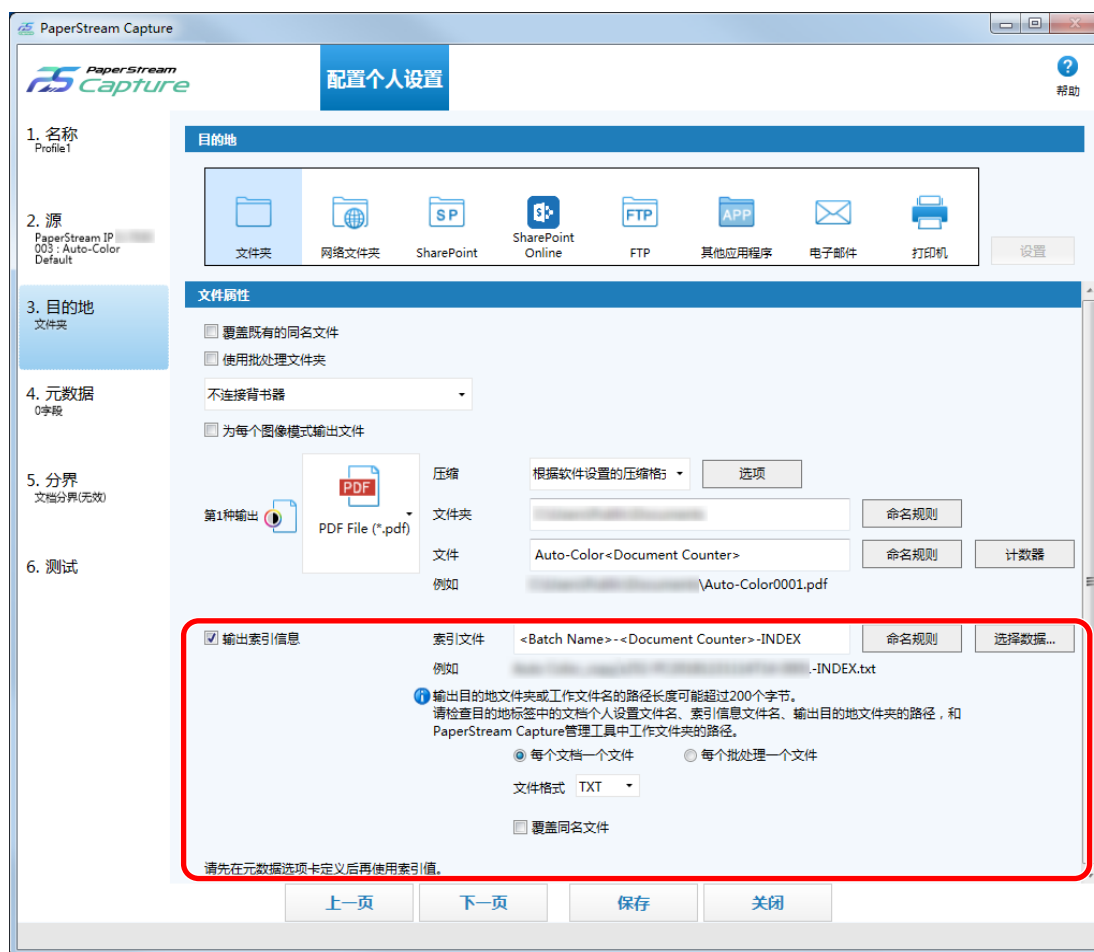 PaperStream Capture
PaperStream
Capture
配置个人设置
帮助
1. 名称
Profile1
2. 源
PaperStream IP
003 : Auto-Color
Default
3. 目的地
文件夹
4. 元数据
0字段
5. 分界
文档分界(无效)
6. 测试
目的地
文件夹
网络文件夹
SP
SharePoint
SharePoint
Online
FTP
FTP
APP
其他应用程序
电子邮件
打印机
设置
文件属性
覆盖既有的同名文件
使用批处理文件夹
不连接背书器
为每个图像模式输出文件
第1种输出
PDF
PDF File (*.pdf)
压缩
根据软件设置的压缩格
选项
文件夹
命名规则
文件
Auto-Color<Document Counter>
命名规则
计数器
例如
\Auto-Color0001.pdf
输出索引信息
索引文件
<Batch Name>-<Document Counter>-INDEX
命名规则
选择数据...
例如
-INDEX.txt
输出目的地文件夹或工作文件名的路径长度可能超过200个字节。
请检查目的地标签中的文档个人设置文件名、索引信息文件名、输出目的地文件夹的路径，和
PaperStream Capture管理工具中工作文件夹的路径。
每个文档一个文件
每个批处理一个文件
文件格式
TXT
覆盖同名文件
请先在元数据选项卡定义后再使用索引值。
上一页
下一页
保存
关闭